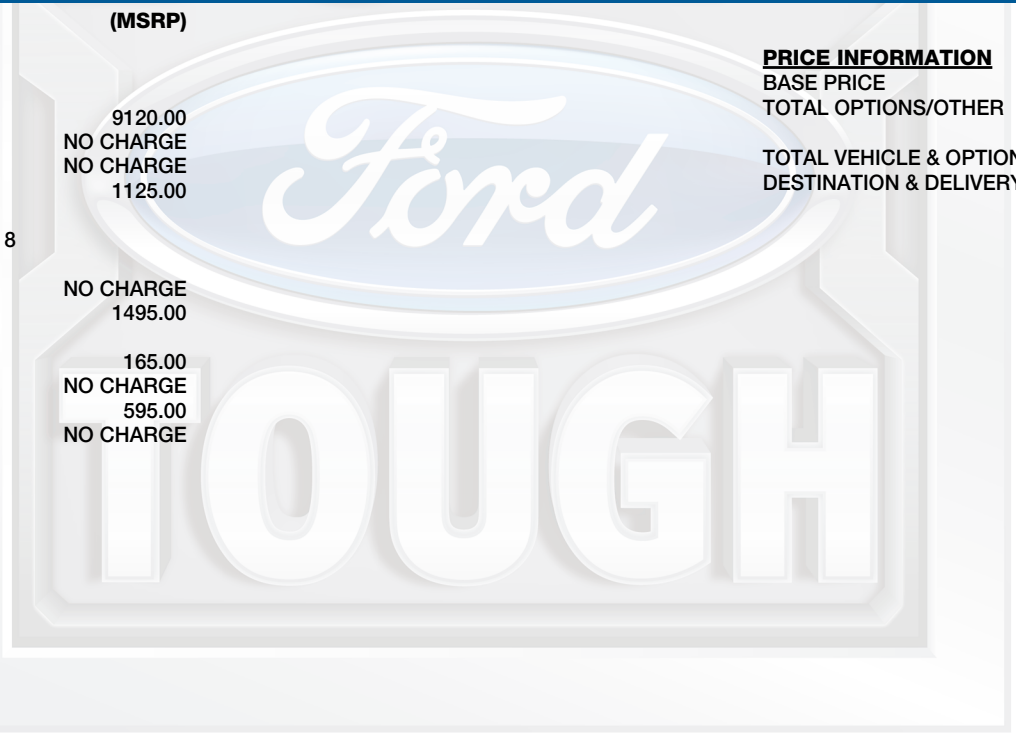 (MSRP)
9120.00
NO CHARGE
NO CHARGE
1125.00
8
NO CHARGE
1495.00
165.00
NO CHARGE
595.00
NO CHARGE
PRICE INFORMATION
BASE PRICE
TOTAL OPTIONS/OTHER
TOTAL VEHICLE & OPTION
DESTINATION & DELIVERY
Ford
TOUGH